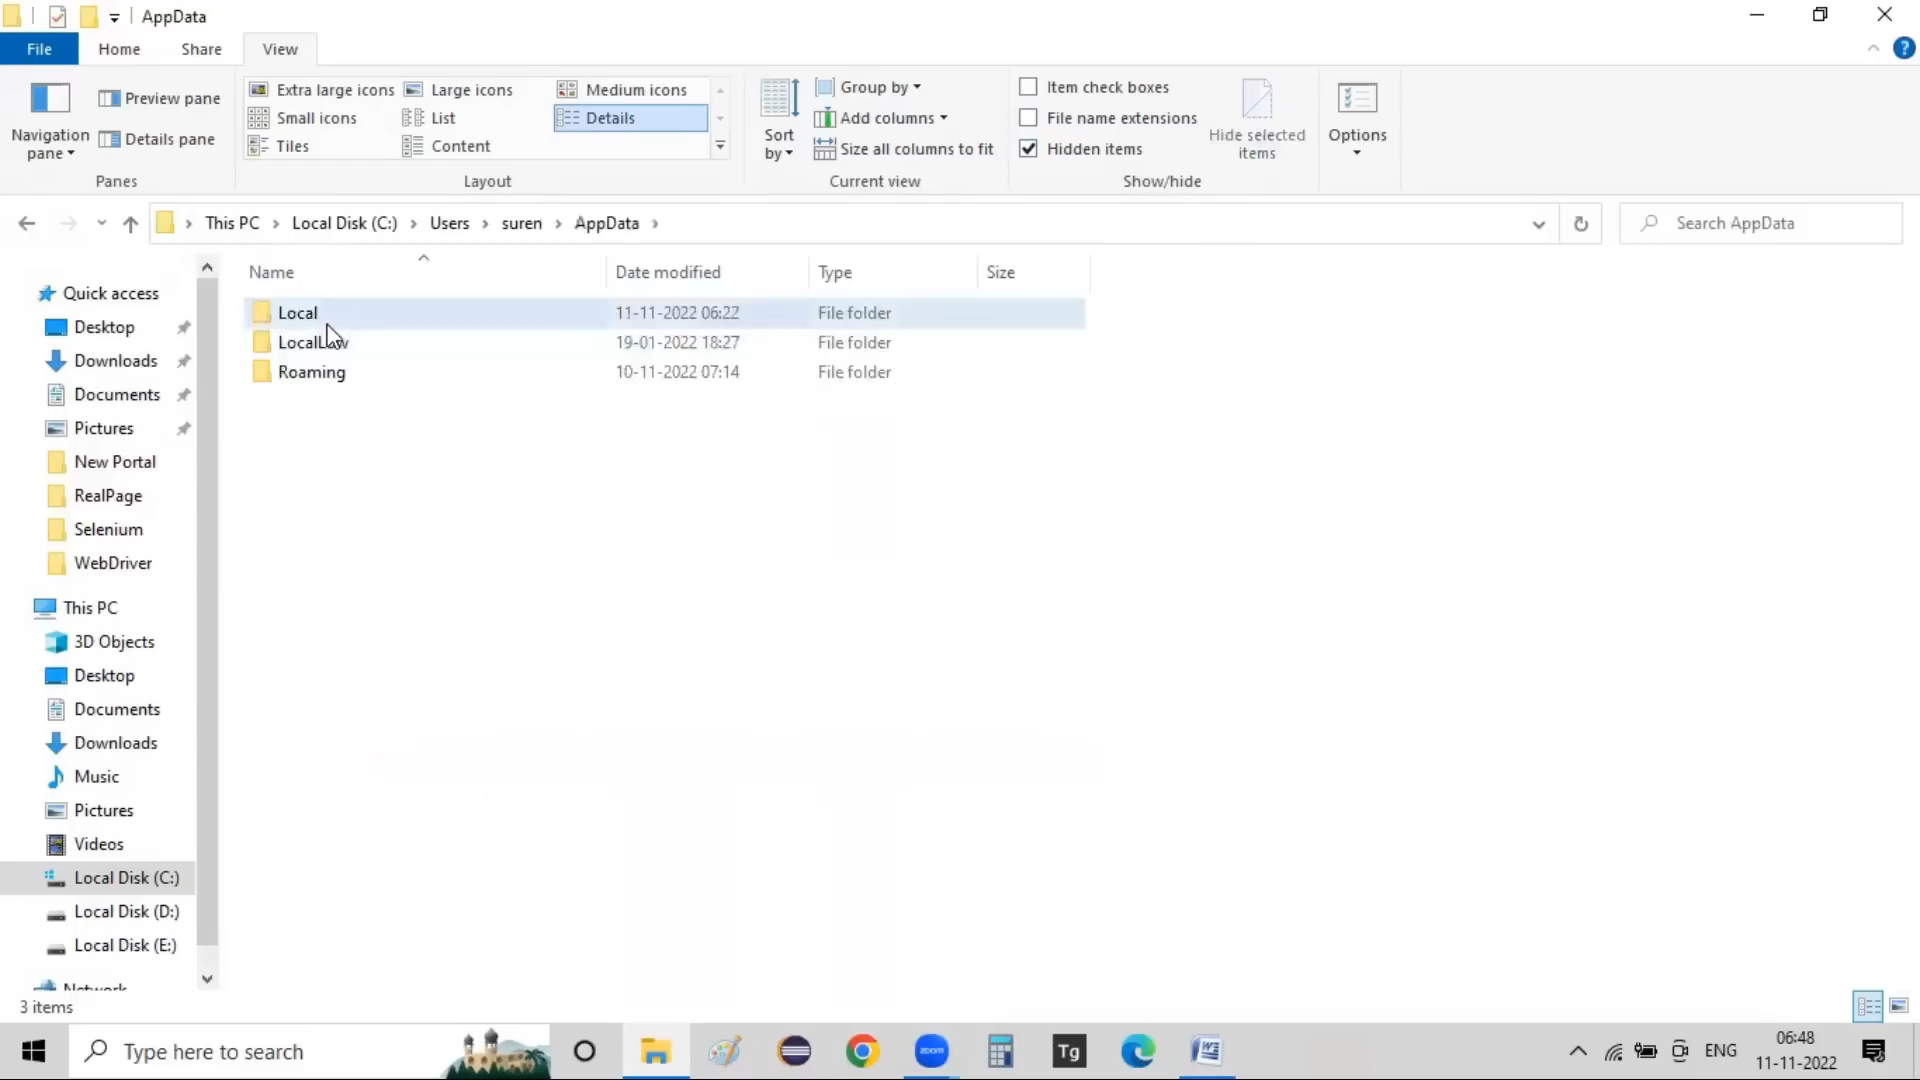 AppData
File Home Share View
Navigation pane
Preview pane
Details pane
Panes
Extra large icons Large icons Medium icons
Small icons List Details
Tiles Content
Layout
Sort by
Group by
Add columns
Size all columns to fit
Current view
Item check boxes
File name extensions
Hidden items
Hide selected items
Show/hide
Options
This PC Local Disk (C:) Users suren AppData
Search AppData
Quick access
Desktop
Downloads
Documents
Pictures
New Portal
RealPage
Selenium
WebDriver
This PC
3D Objects
Desktop
Documents
Downloads
Music
Pictures
Videos
Local Disk (C:)
Local Disk (D:)
Local Disk (E:)
Network
Name Date modified Type Size
Local 11-11-2022 06:22 File folder
LocalLow 19-01-2022 18:27 File folder
Roaming 10-11-2022 07:14 File folder
3 items
Type here to search
zoom
Tg
ENG
06:48
11-11-2022